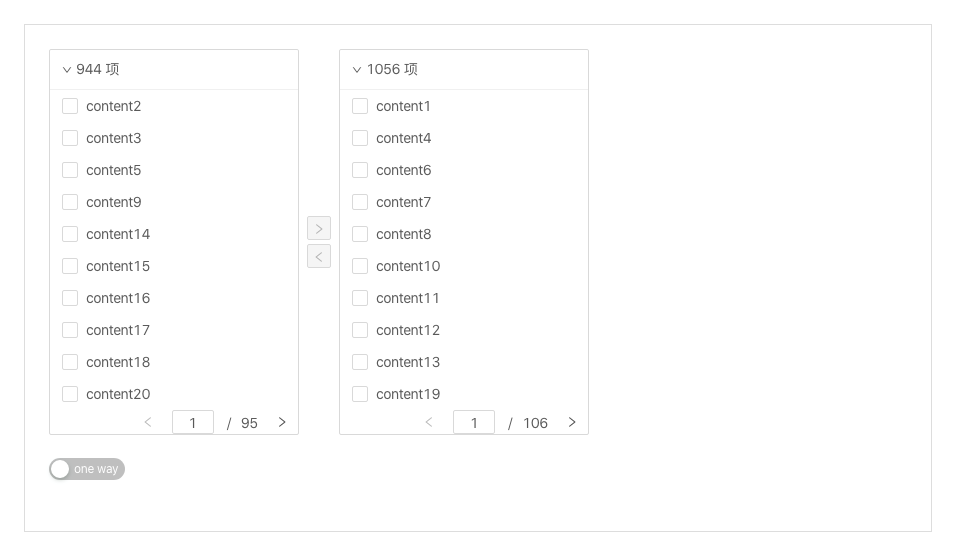 944 项
content2
content3
content5
content9
content14
content15
content16
content17
content18
content20
1 / 95
1056 项
content1
content4
content6
content7
content8
content10
content11
content12
content13
content19
1 / 106
one way